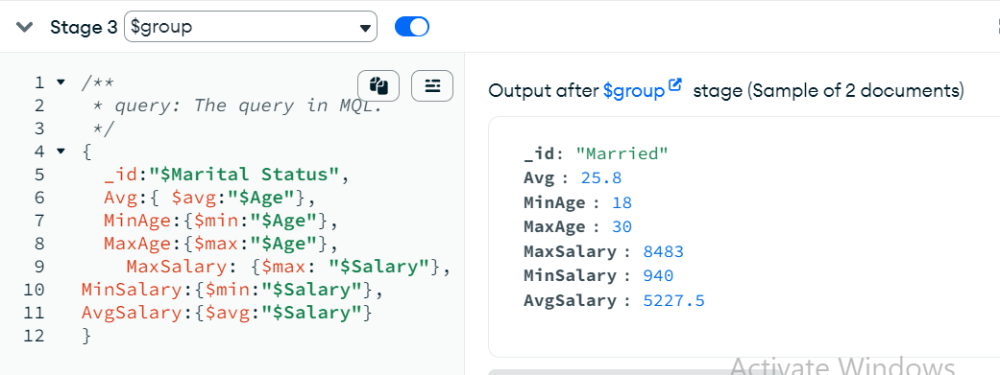 Stage 3 $group
1 /**
2 * query: The query in MQL.
3 */
4 {
5 _id:"$Marital Status",
6 Avg:{ $avg:"$Age"},
7 MinAge:{$min:"$Age"},
8 MaxAge:{$max:"$Age"},
9 MaxSalary: {$max: "$Salary"},
10 MinSalary:{$min:"$Salary"},
11 AvgSalary:{$avg:"$Salary"}
12 }
Output after $group stage (Sample of 2 documents)
_id: "Married"
Avg : 25.8
MinAge : 18
MaxAge : 30
MaxSalary : 8483
MinSalary : 940
AvgSalary : 5227.5
Activate Windows